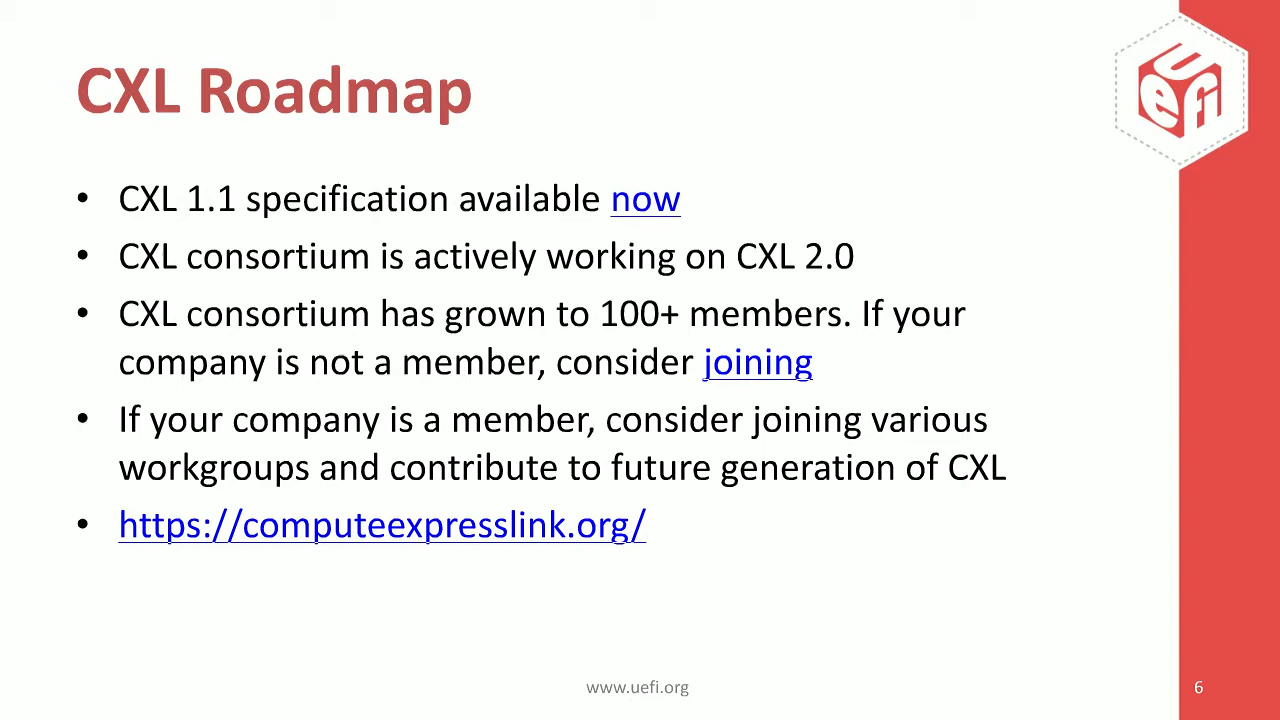 CXL Roadmap
UEFI
• CXL 1.1 specification available now
• CXL consortium is actively working on CXL 2.0
• CXL consortium has grown to 100+ members. If your
company is not a member, consider joining
• If your company is a member, consider joining various
workgroups and contribute to future generation of CXL
• https://computeexpresslink.org/
www.uefi.org
6